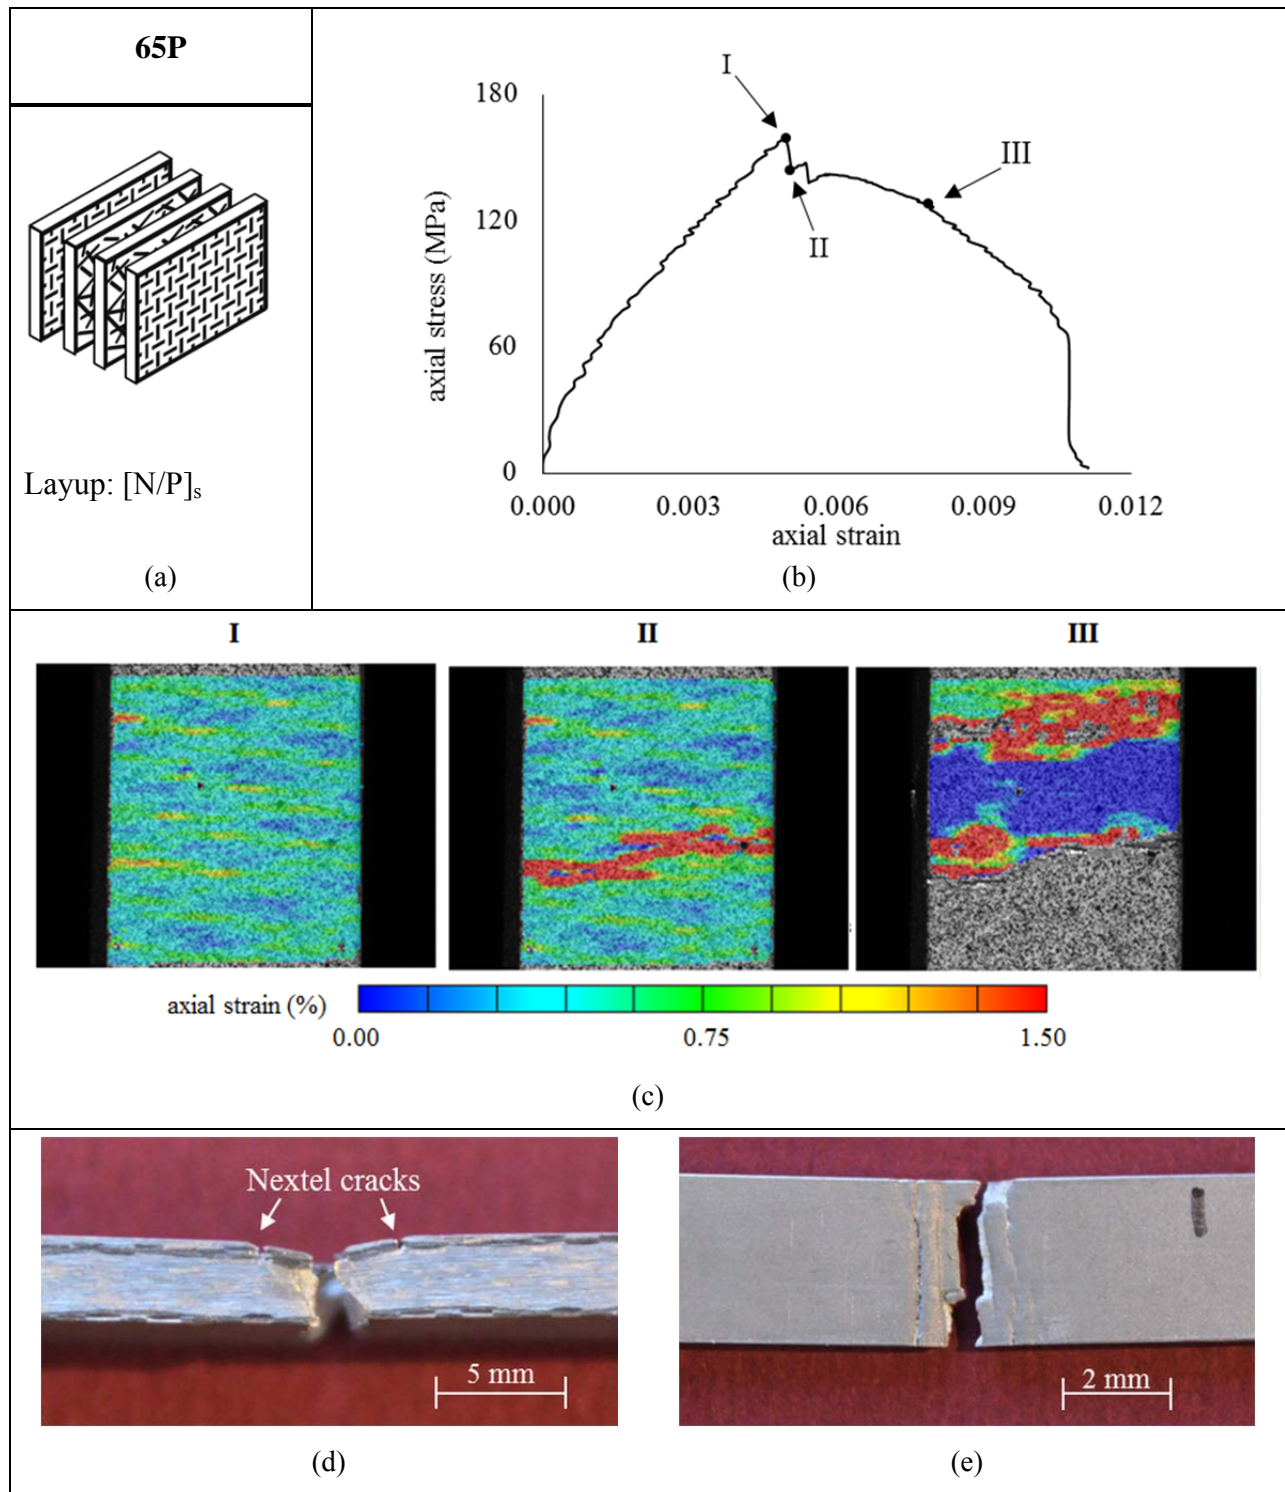 65P
Layup: [N/P]s
(a)
I
II
III
180
120
60
0
axial stress (MPa)
0.000
0.003
0.006
0.009
0.012
axial strain
(b)
I
II
III
axial strain (%)
0.00
0.75
1.50
(c)
Nextel cracks
5 mm
(d)
2 mm
(e)